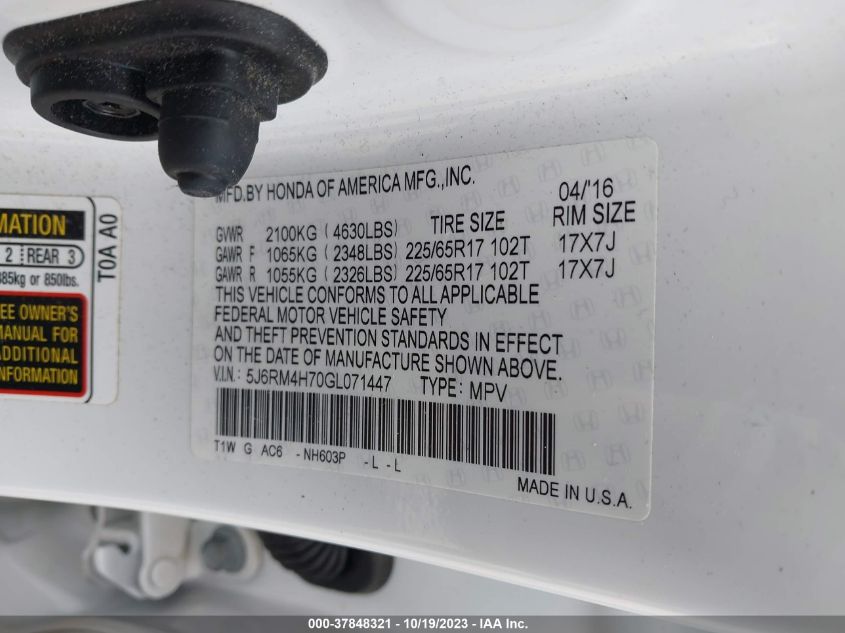 MFD.BY HONDA OF AMERICA MFG.,INC. 04/'16
GVWR 2100KG ( 4630LBS) TIRE SIZE RIM SIZE
GAWR F 1065KG ( 2348LBS) 225/65R17 102T 17X7J
GAWR R 1055KG ( 2326LBS) 225/65R17 102T 17X7J
THIS VEHICLE CONFORMS TO ALL APPLICABLE
FEDERAL MOTOR VEHICLE SAFETY
AND THEFT PREVENTION STANDARDS IN EFFECT
ON THE DATE OF MANUFACTURE SHOWN ABOVE.
V.I.N.: 5J6RM4H70GL071447 TYPE: MPV
T1W G AC6 -NH603P -L -L
MADE IN U.S.A.
MATION
2 REAR 3
385kg or 850lbs.
EE OWNER'S
MANUAL FOR
ADDITIONAL
INFORMATION
T0A A0
000-37848321 - 10/19/2023 - IAA Inc.